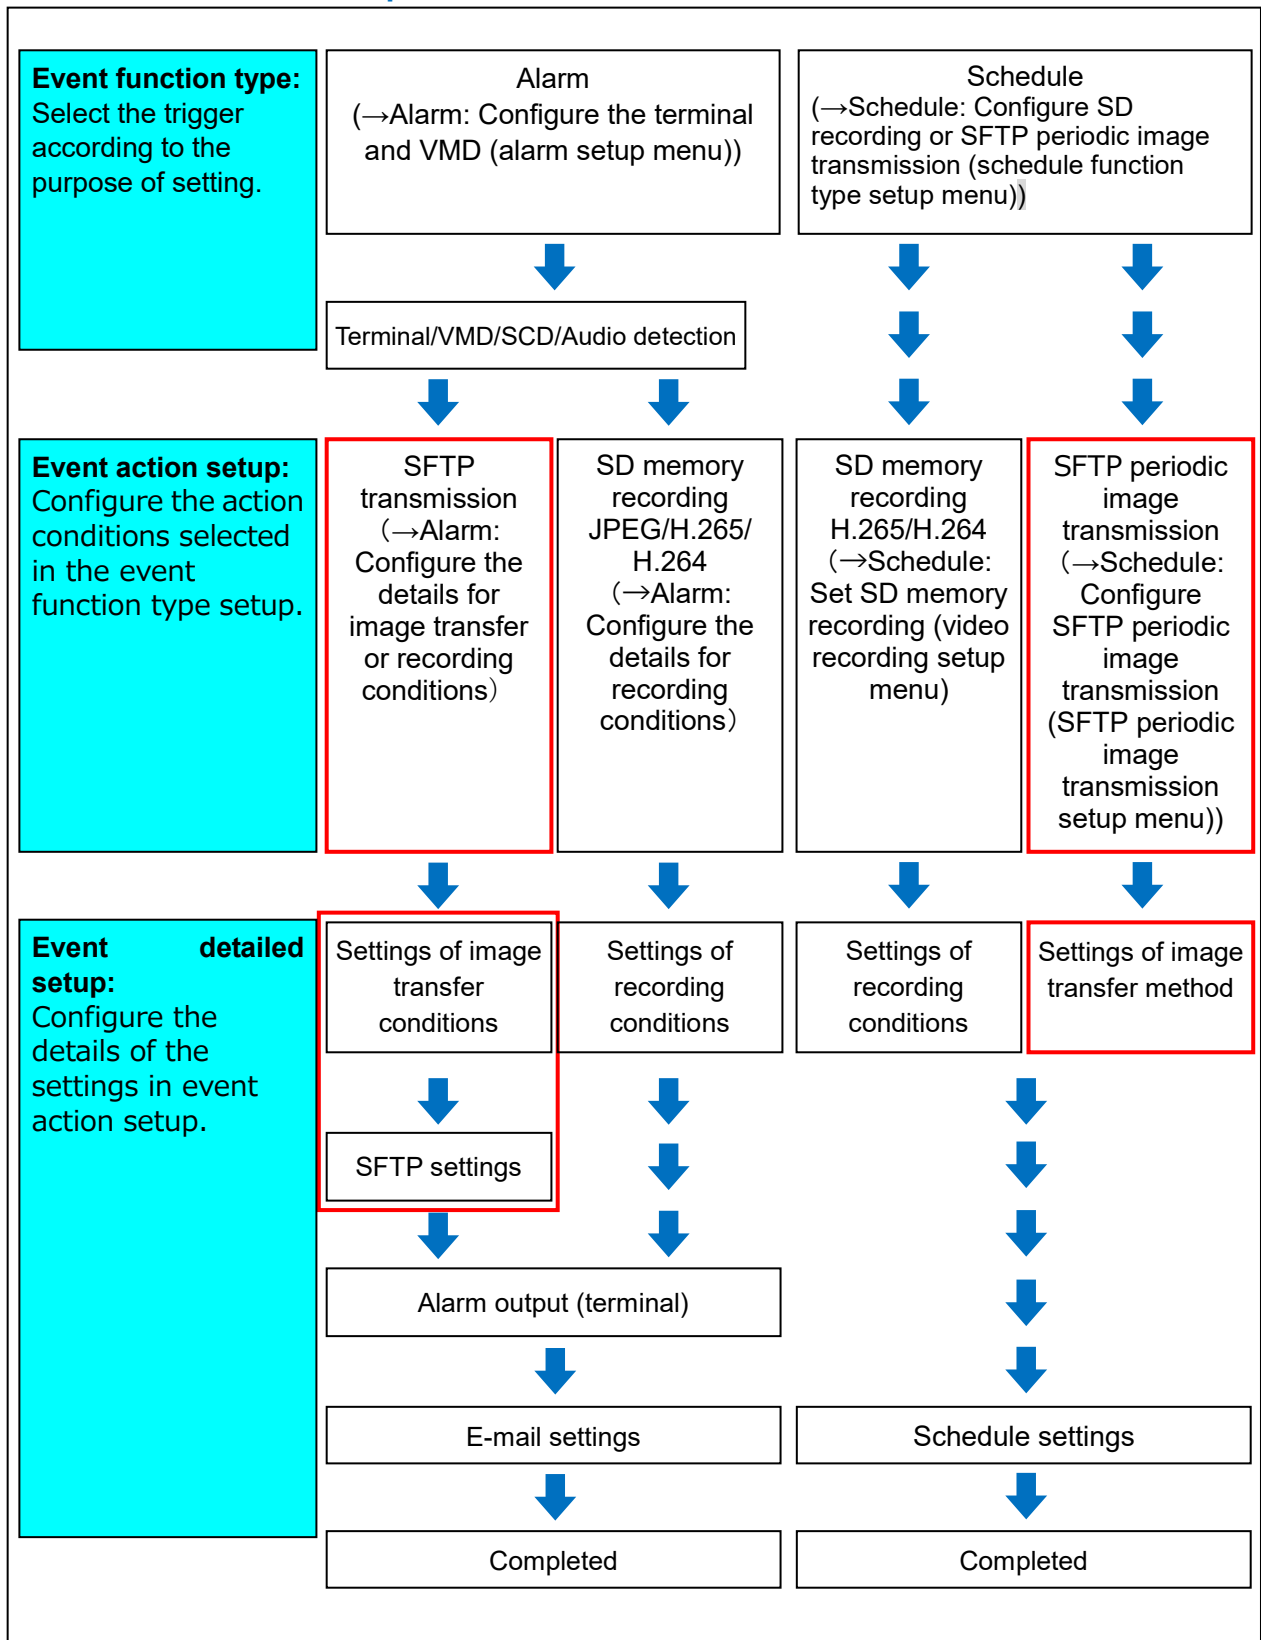 Event function type:
Select the trigger
according to the
purpose of setting.
Alarm
(→Alarm: Configure the terminal
and VMD (alarm setup menu))
Schedule
(→Schedule: Configure SD
recording or SFTP periodic image
transmission (schedule function
type setup menu))
Terminal/VMD/SCD/Audio detection
Event action setup:
Configure the action
conditions selected
in the event
function type setup.
SFTP
transmission
（→Alarm:
Configure the
details for
image transfer
or recording
conditions）
SD memory
recording
JPEG/H.265/
H.264
（→Alarm:
Configure the
details for
recording
conditions）
SD memory
recording
H.265/H.264
（→Schedule:
Set SD memory
recording (video
recording setup
menu)
SFTP periodic
image
transmission
（→Schedule:
Configure
SFTP periodic
image
transmission
(SFTP periodic
image
transmission
setup menu))
Event detailed
setup:
Configure the
details of the
settings in event
action setup.
Settings of image
transfer
conditions
Settings of
recording
conditions
Settings of
recording
conditions
Settings of image
transfer method
SFTP settings
Alarm output (terminal)
E-mail settings
Schedule settings
Completed
Completed